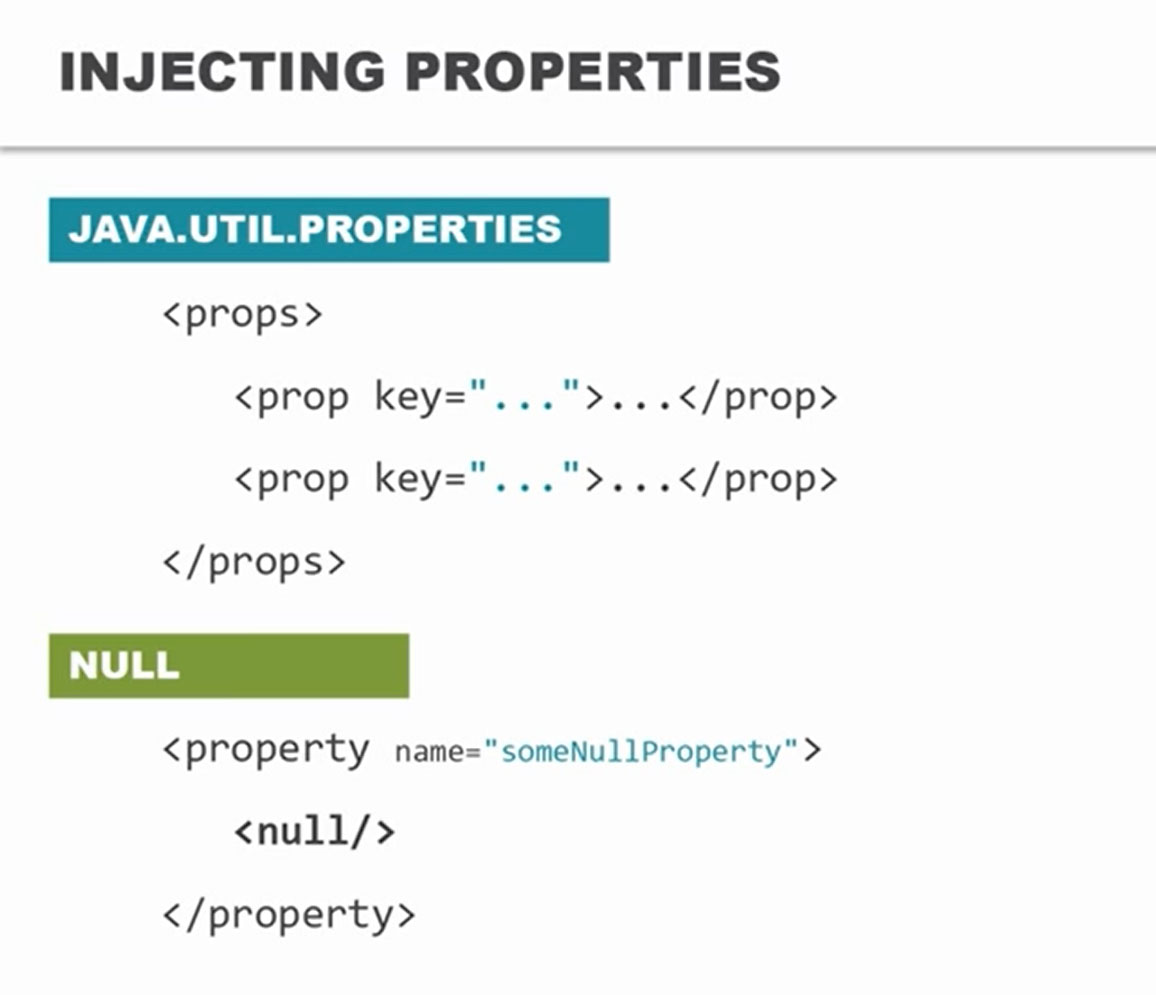 INJECTING PROPERTIES
JAVA.UTIL.PROPERTIES
<props>
<prop key="...">...</prop>
<prop key="...">...</prop>
</props>
NULL
<property name="someNullProperty">
<null/>
</property>